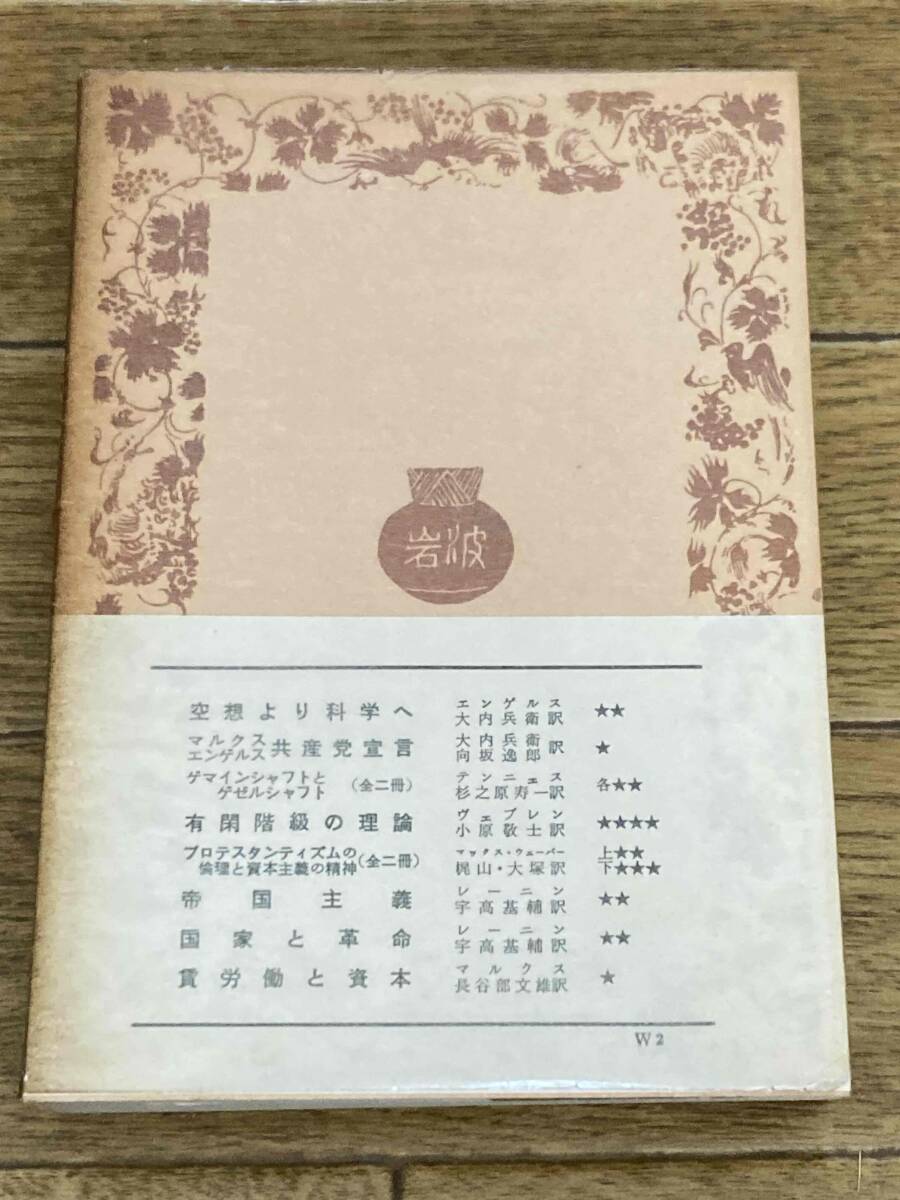 岩波
空想より科学へ エンゲルス 大内兵衛訳 ★★
マルクス エンゲルス 共産党宣言 大内兵衛 向坂逸郎 訳 ★
ゲマインシャフトと ゲゼルシャフト (全二冊) テンニェス 杉之原寿一訳 各★★
有閑階級の理論 ヴェブレン 小原敬士訳 ★★★★
プロテスタンティズムの 倫理と資本主義の精神 (全二冊) マックス・ウェーバー 梶山・大塚訳 上★★ 下★★★
帝国主義 レーニン 宇高基輔訳 ★★
国家と革命 レーニン 宇高基輔訳 ★★
賃労働と資本 マルクス 長谷部文雄訳 ★
W2